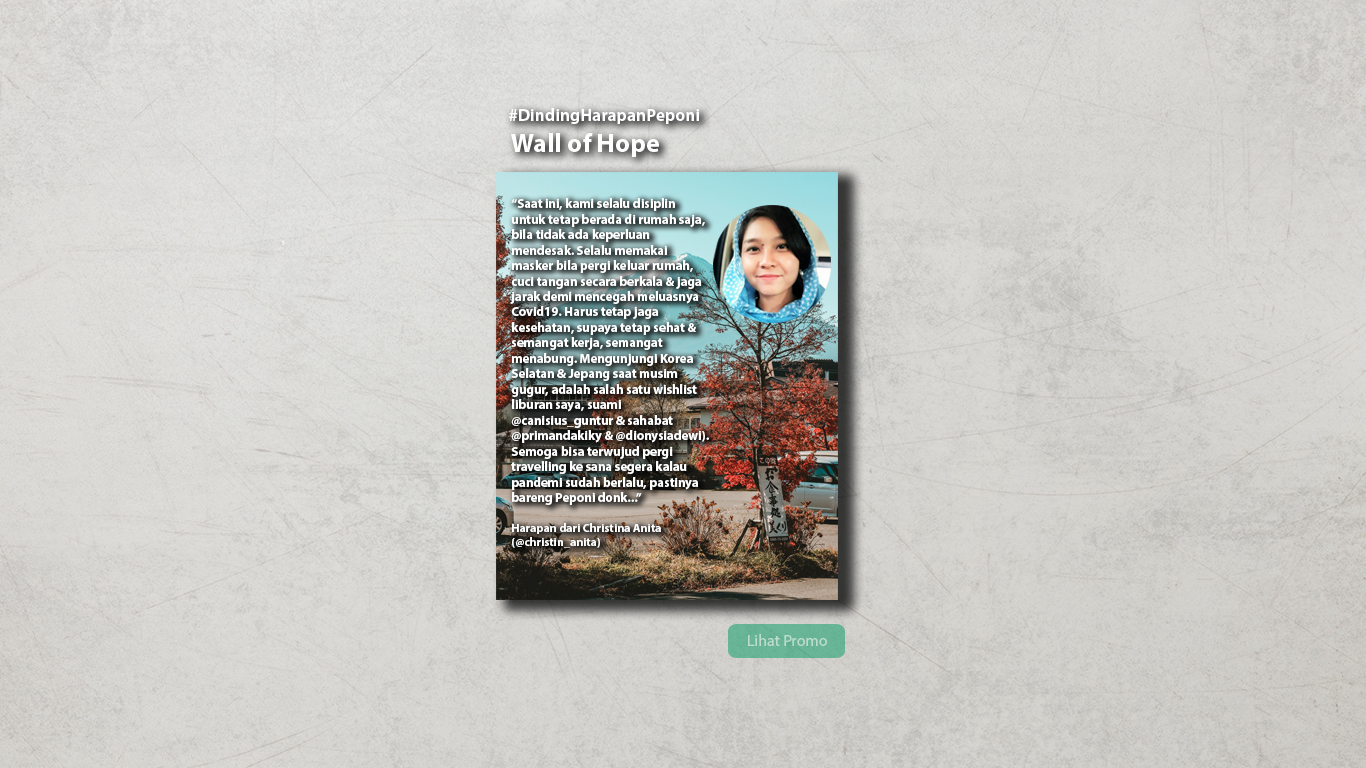 #DindingHarapanPeponi
Wall of Hope
“Saat ini, kami selalu disiplin
untuk tetap berada di rumah saja,
bila tidak ada keperluan
mendesak. Selalu memakai
masker bila pergi keluar rumah,
cuci tangan secara berkala & jaga
jarak demi mencegah meluasnya
Covid19. Harus tetap jaga
kesehatan, supaya tetap sehat &
semangat kerja, semangat
menabung. Mengunjungi Korea
Selatan & Jepang saat musim
gugur, adalah salah satu wishlist
liburan saya, suami
@canisius_guntur & sahabat
@primandakiky & @dionysiadewi).
Semoga bisa terwujud pergi
travelling ke sana segera kalau
pandemi sudah berlalu, pastinya
bareng Peponi donk...”
Harapan dari Christina Anita
(@christin_anita)
お食事処
Lihat Promo